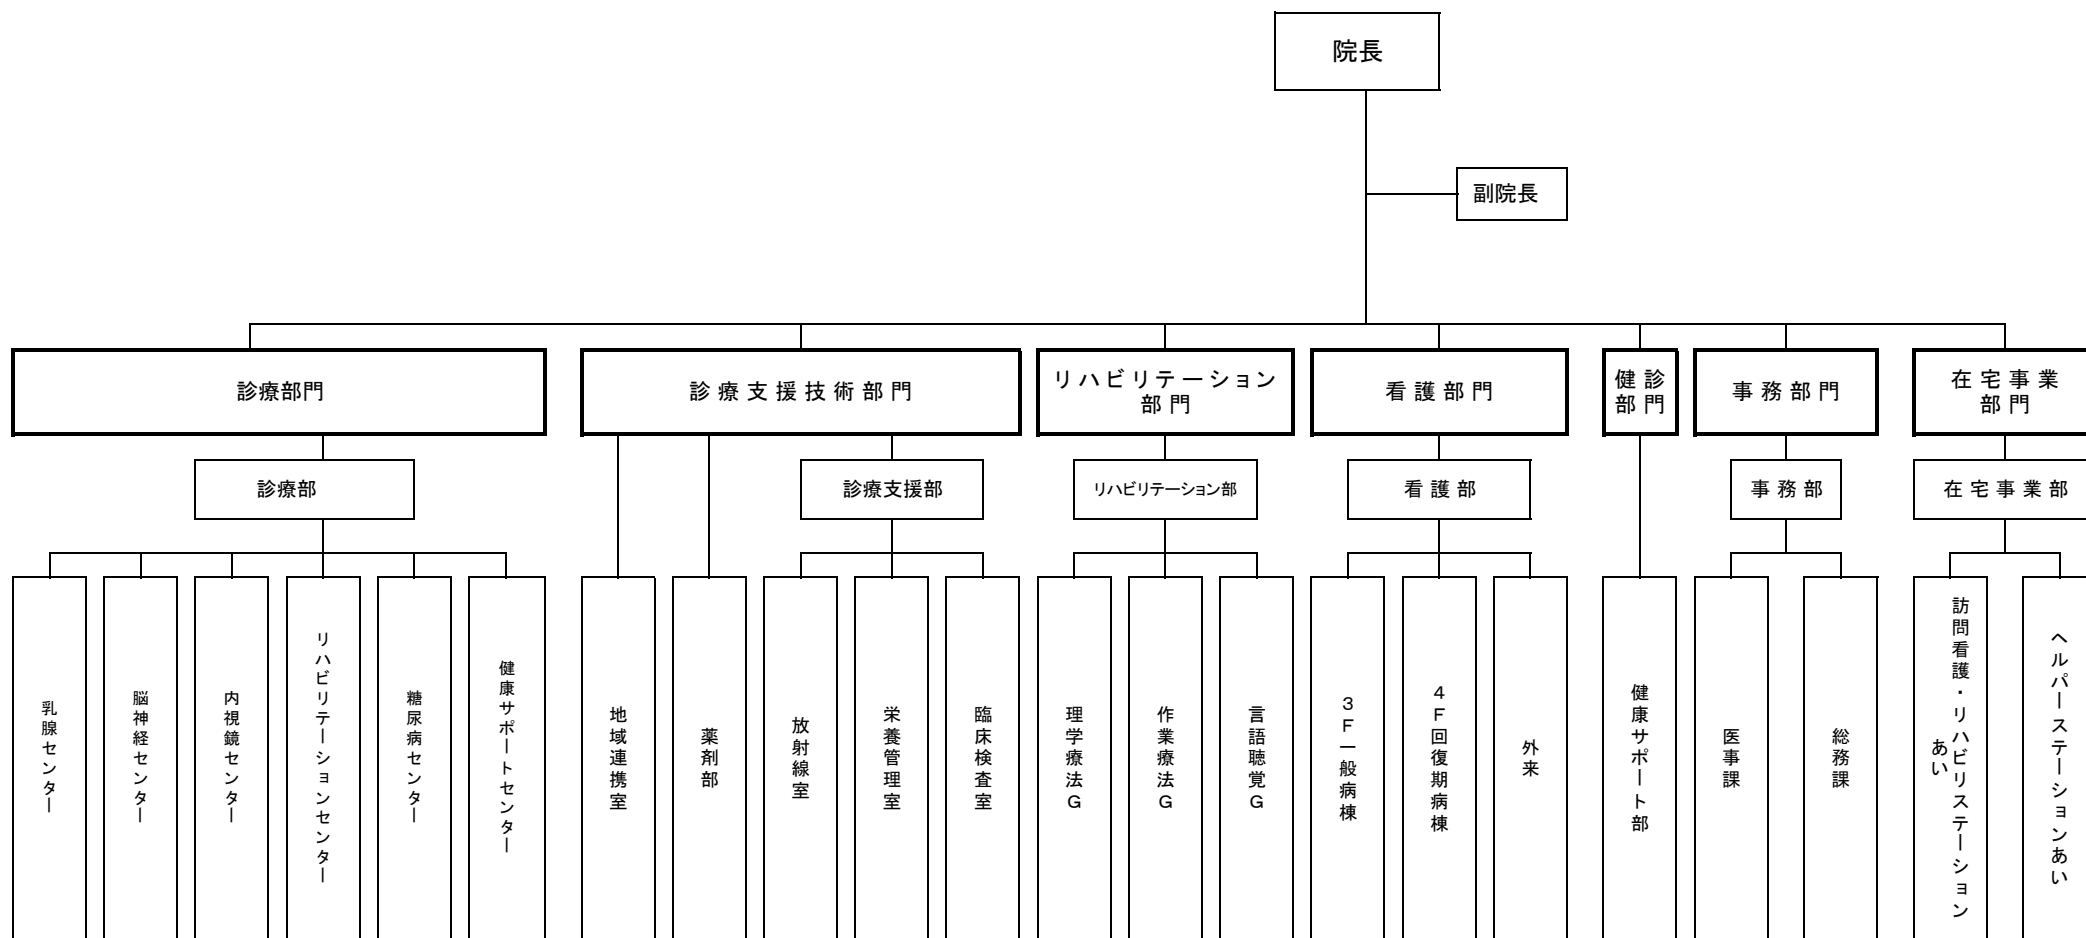 院長
副院長
診療部門
診療支援技術部門
リハビリテーション
部門
看護部門
健診
部門
事務部門
在宅事業
部門
診療部
診療支援部
リハビリテーション部
看護部
事務部
在宅事業部
乳腺センター
脳神経センター
内視鏡センター
リハビリテーションセンター
糖尿病センター
健康サポートセンター
地域連携室
薬剤部
放射線室
栄養管理室
臨床検査室
理学療法G
作業療法G
言語聴覚G
3F一般病棟
4F回復期病棟
外来
健康サポート部
医事課
総務課
訪問看護・リハビリステーション
あい
ヘルパーステーションあい